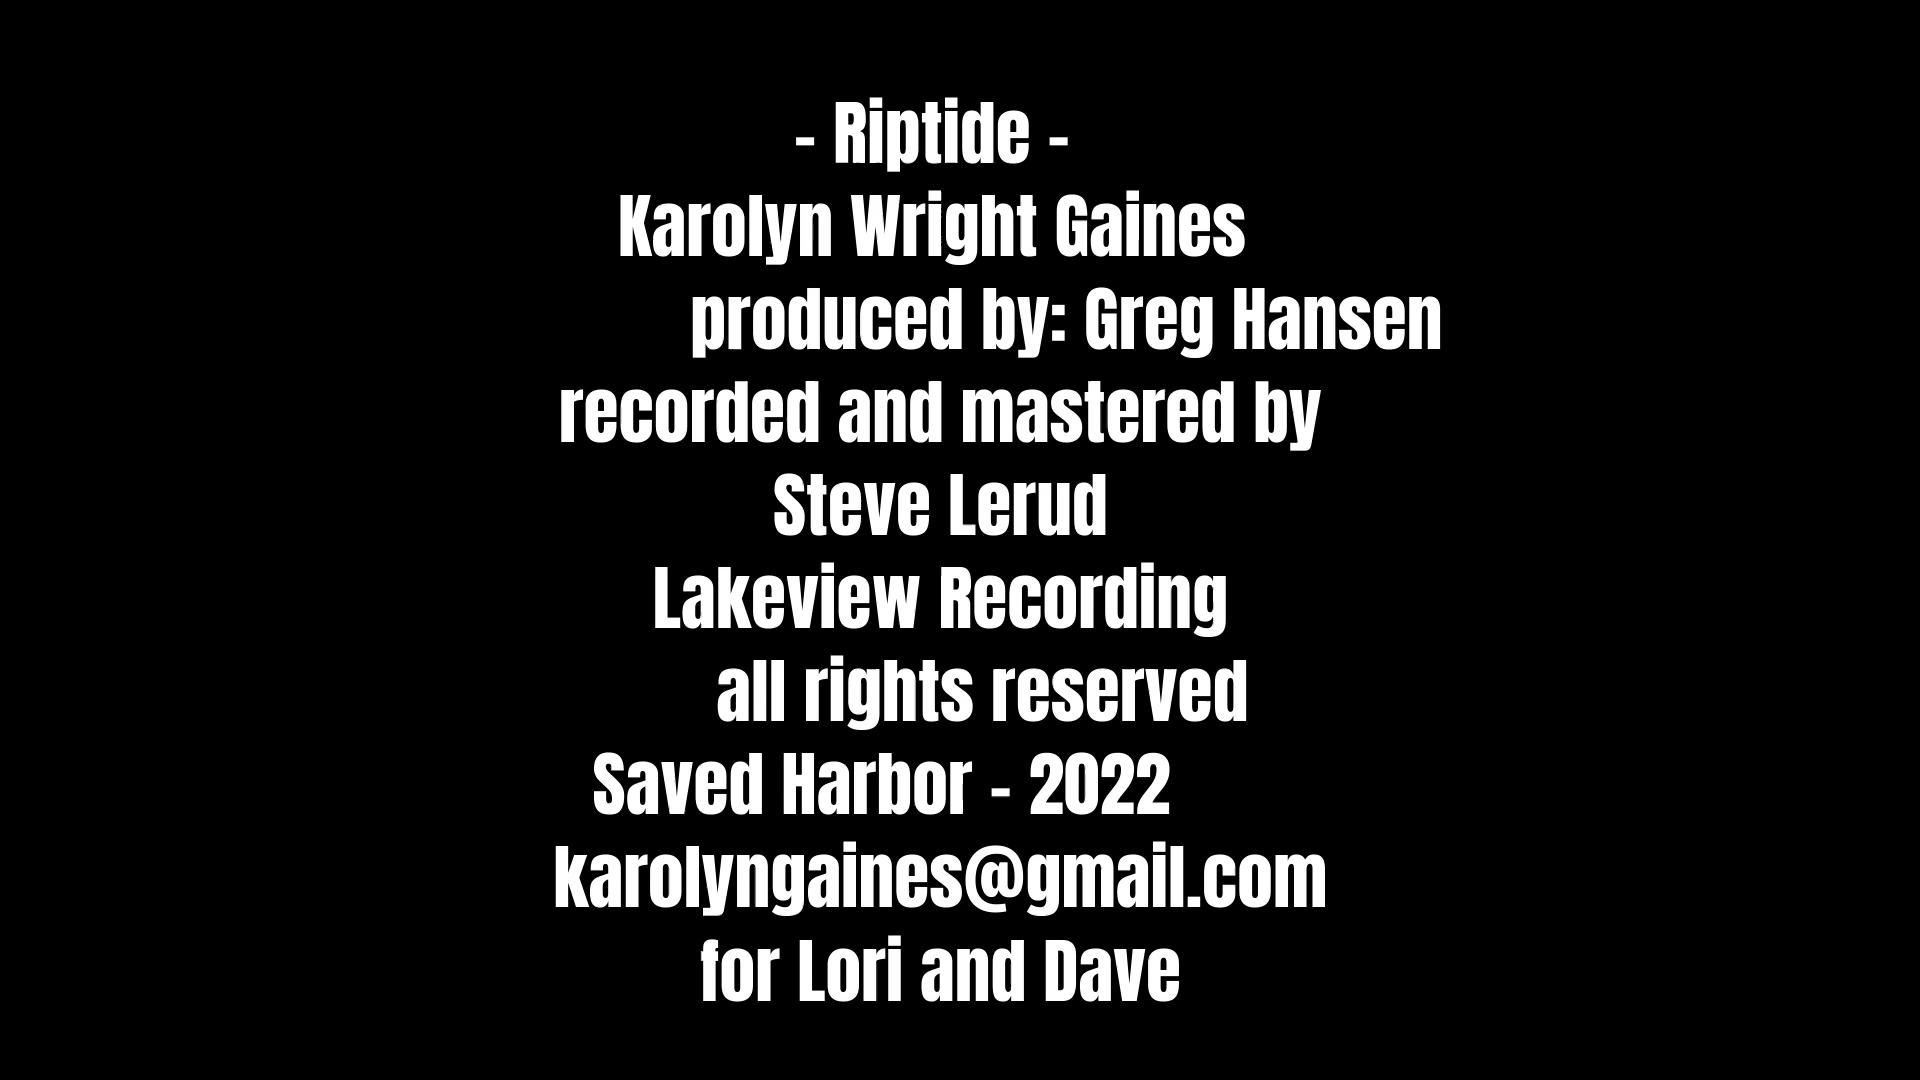 - Riptide -
Karolyn Wright Gaines
produced by: Greg Hansen
recorded and mastered by
Steve Lerud
Lakeview Recording
all rights reserved
Saved Harbor - 2022
karolyngaines@gmail.com
for Lori and Dave